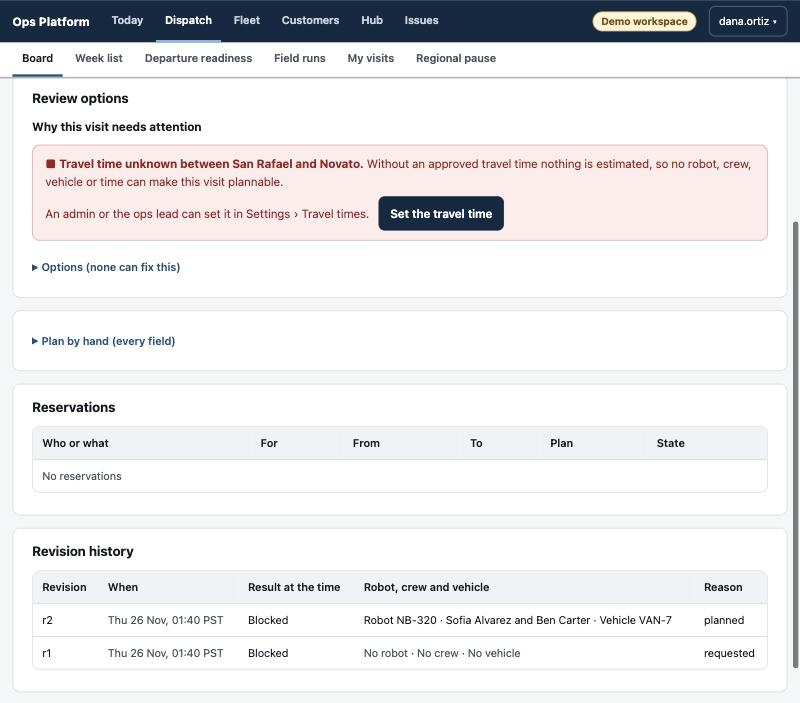 Ops Platform Today Dispatch Fleet Customers Hub Issues Demo workspace dana.ortiz ▾
Board Week list Departure readiness Field runs My visits Regional pause
Review options
Why this visit needs attention
■ Travel time unknown between San Rafael and Novato. Without an approved travel time nothing is estimated, so no robot, crew,
vehicle or time can make this visit plannable.
An admin or the ops lead can set it in Settings › Travel times. Set the travel time
▶ Options (none can fix this)
▶ Plan by hand (every field)
Reservations
Who or what For From To Plan State
No reservations
Revision history
Revision When Result at the time Robot, crew and vehicle Reason
r2 Thu 26 Nov, 01:40 PST Blocked Robot NB-320 · Sofia Alvarez and Ben Carter · Vehicle VAN-7 planned
r1 Thu 26 Nov, 01:40 PST Blocked No robot · No crew · No vehicle requested